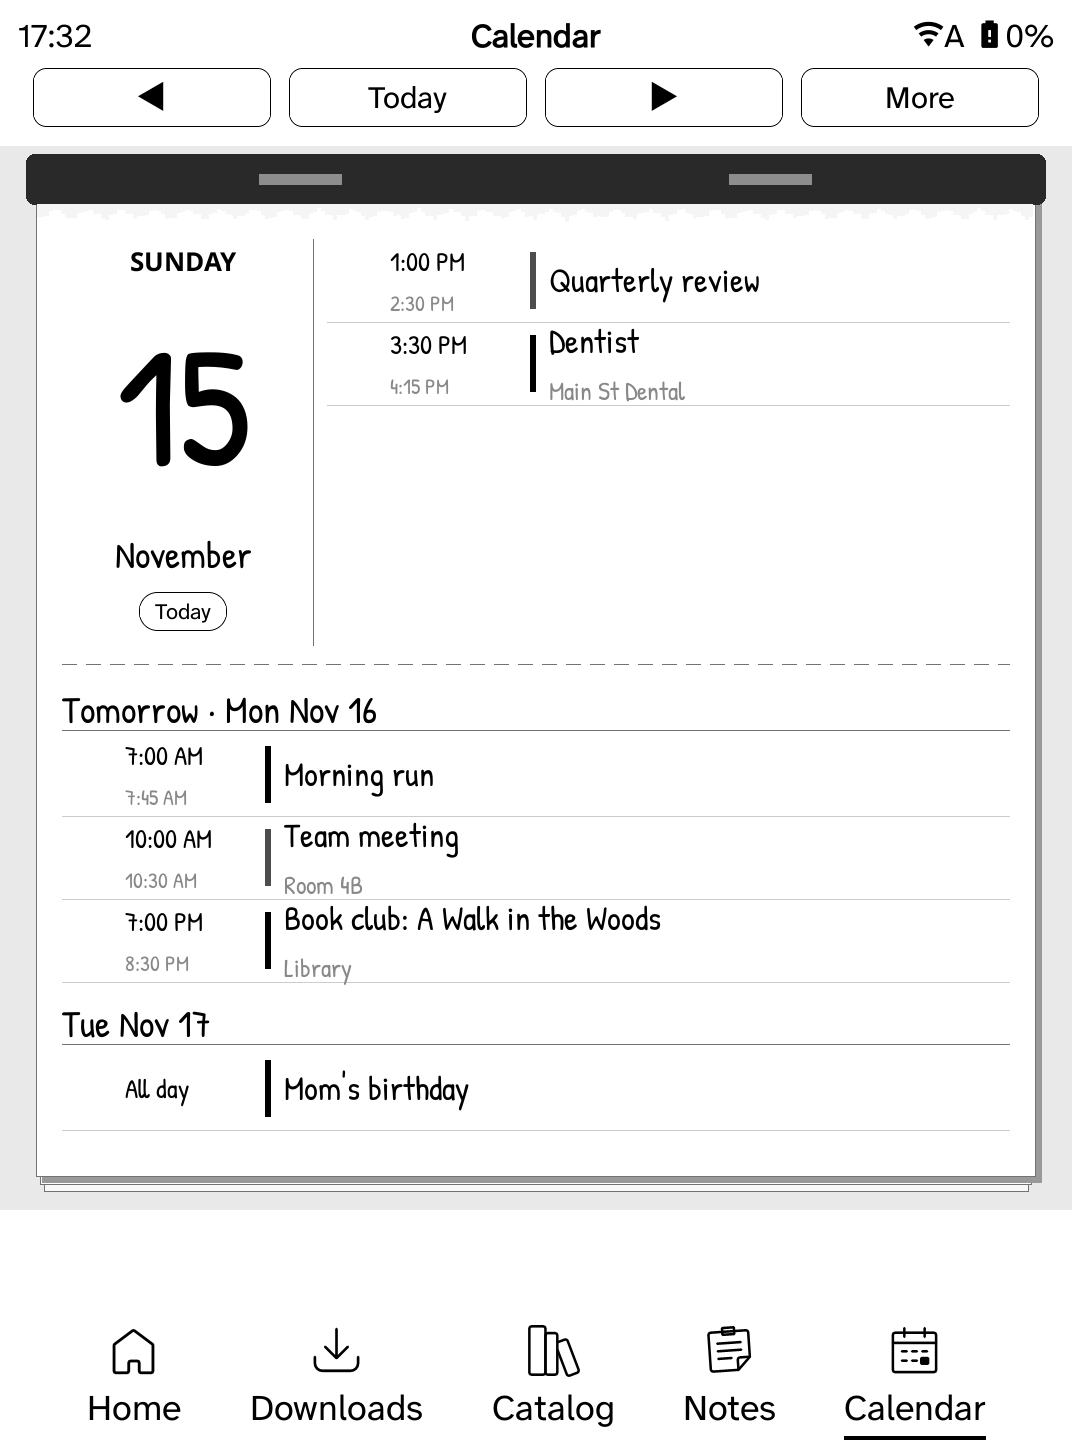 17:32 Calendar A 0%
◀ Today ▶ More
SUNDAY
15
November
Today
1:00 PM Quarterly review
2:30 PM
3:30 PM Dentist
4:15 PM Main St Dental
Tomorrow · Mon Nov 16
7:00 AM Morning run
7:45 AM
10:00 AM Team meeting
10:30 AM Room 4B
7:00 PM Book club: A Walk in the Woods
8:30 PM Library
Tue Nov 17
All day Mom's birthday
Home Downloads Catalog Notes Calendar